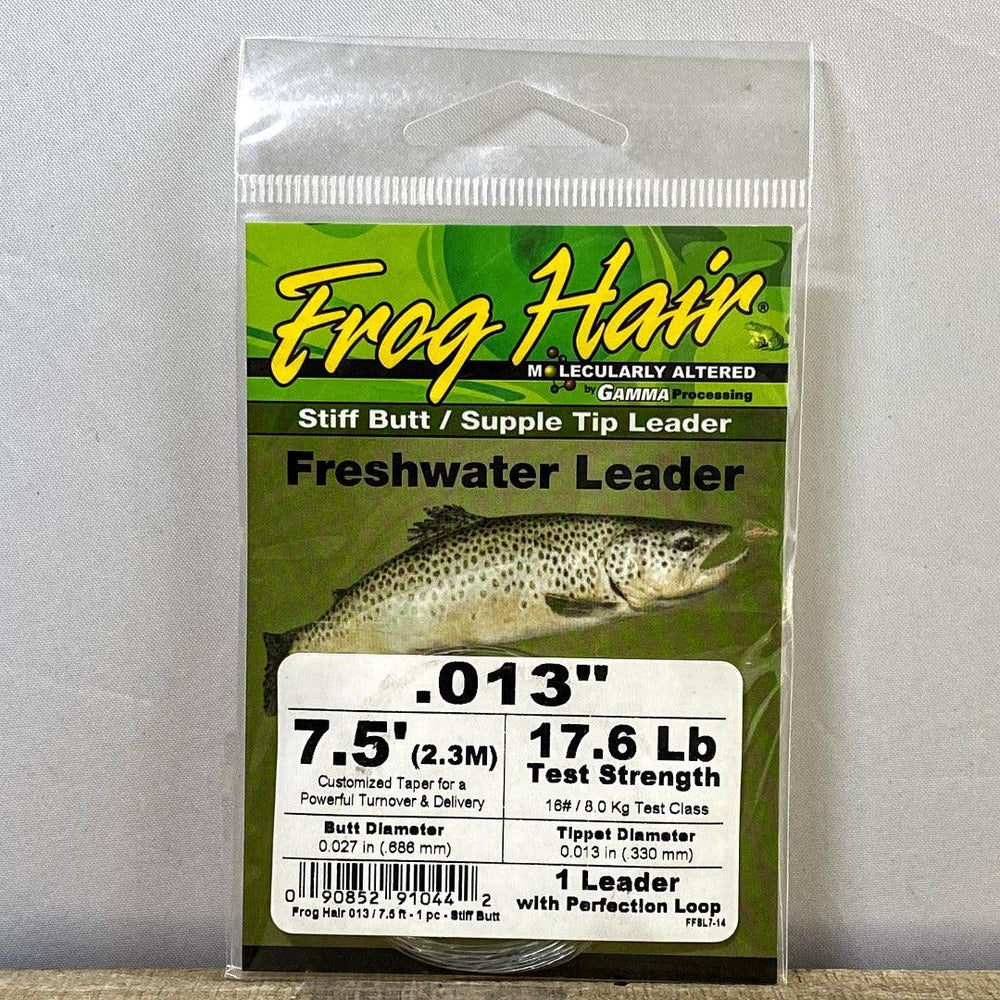 Frog Hair®
MOLECULARLY ALTERED
by GAMMA Processing
Stiff Butt / Supple Tip Leader
Freshwater Leader
.013"
7.5' (2.3M)
Customized Taper for a
Powerful Turnover & Delivery
17.6 Lb
Test Strength
16# / 8.0 Kg Test Class
Butt Diameter
0.027 in (.686 mm)
Tippet Diameter
0.013 in (.330 mm)
0 90852 91044 2
Frog Hair 013 / 7.5 ft - 1 pc - Stiff Butt
1 Leader
with Perfection Loop
FFSL7-14